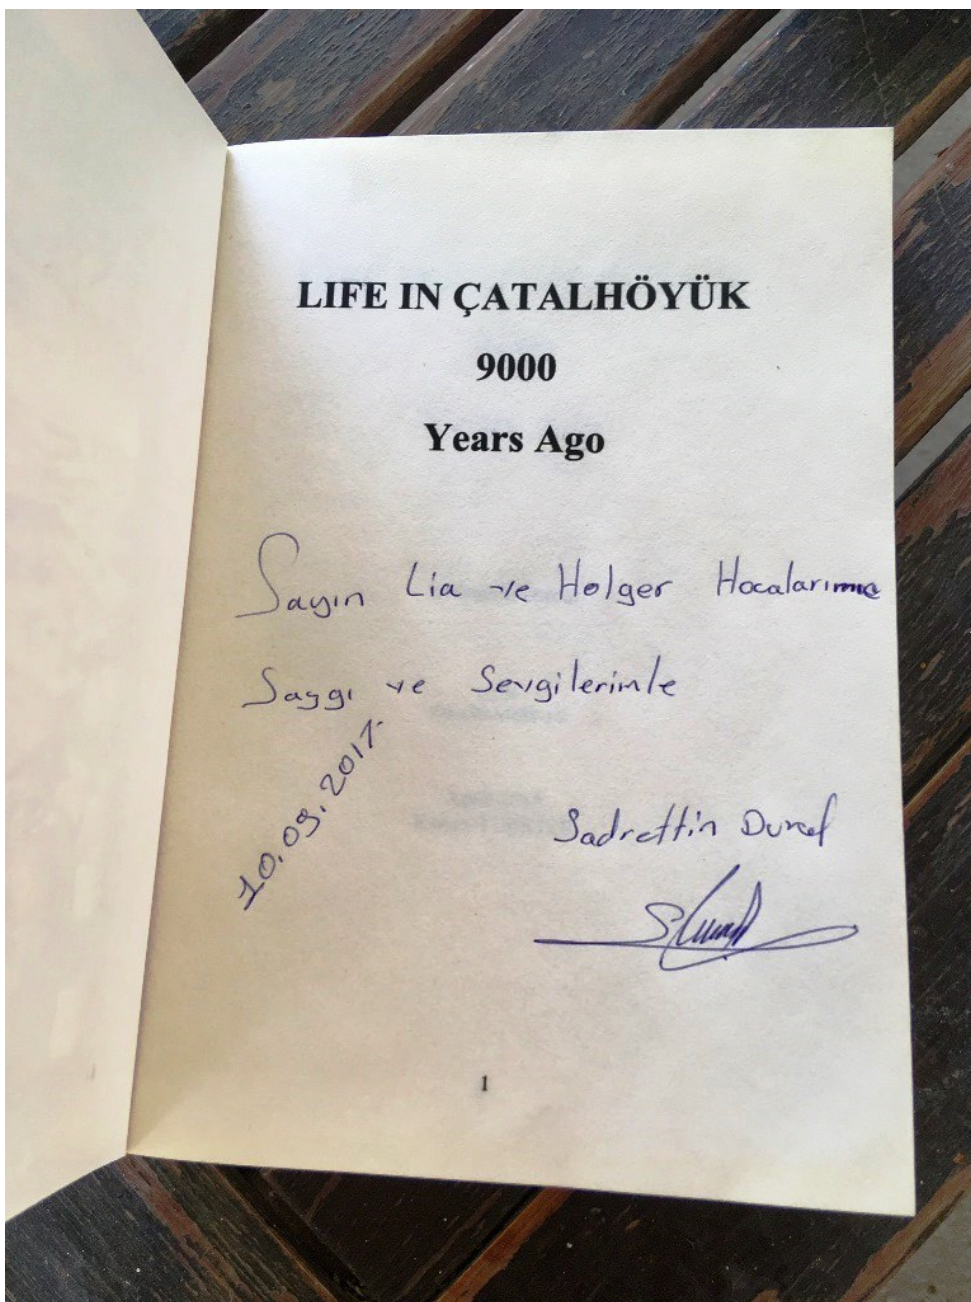 LIFE IN ÇATALHÖYÜK
9000
Years Ago
Sayın Lia ve Holger Hocalarıma
Saygı ve Sevgilerimle
10.09.2017
Sadrettin Dural
1